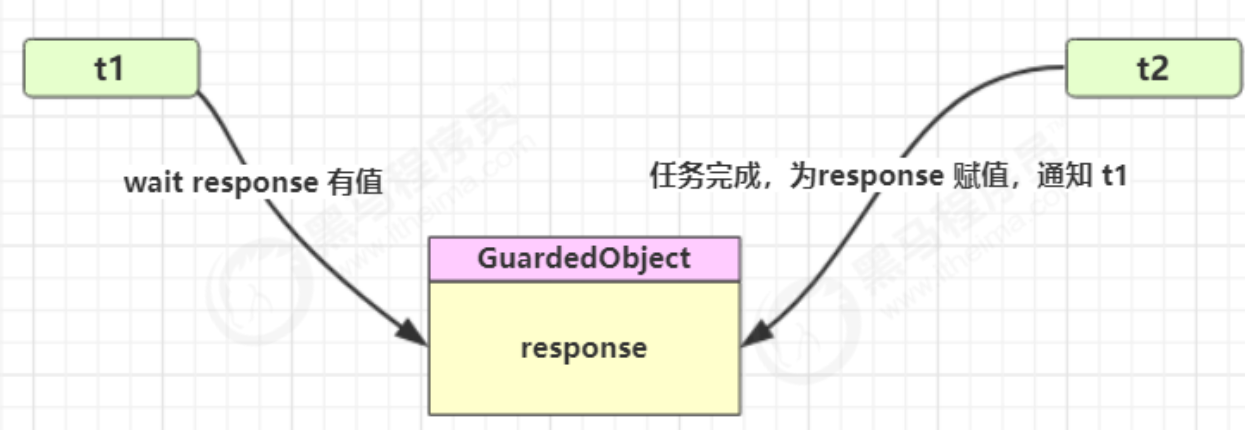 t1
t2
wait response 有值
任务完成，为response 赋值，通知 t1
GuardedObject
response
黑马程序员
www.itheima.com
黑马程序员
www.itheima.com